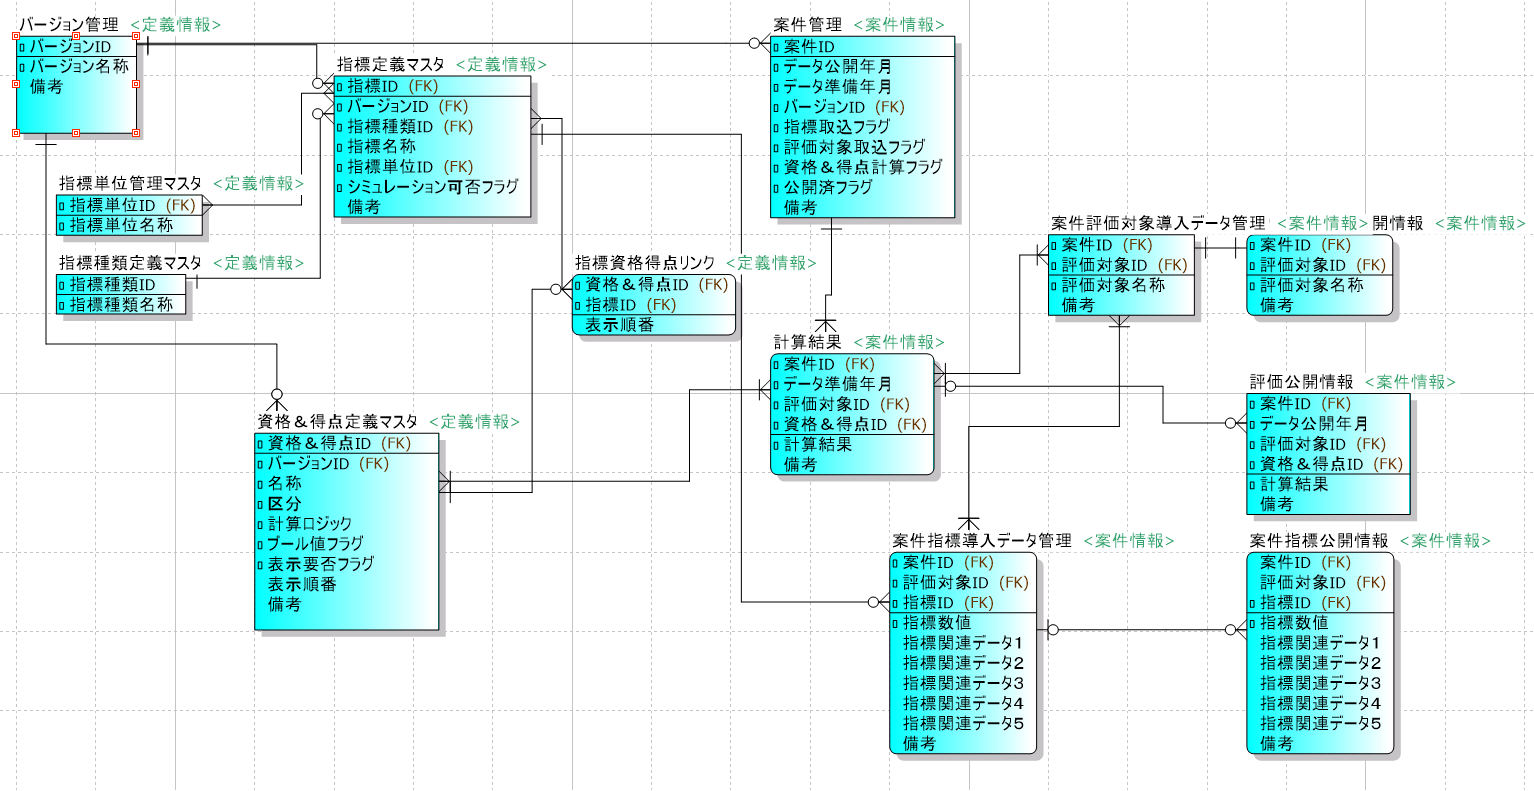 バージョン管理 <定義情報>
バージョンID
バージョン名称
備考
指標定義マスタ <定義情報>
指標ID (FK)
バージョンID (FK)
指標種類ID (FK)
指標名称
指標単位ID (FK)
シミュレーション可否フラグ
備考
案件管理 <案件情報>
案件ID
データ公開年月
データ準備年月
バージョンID (FK)
指標取込フラグ
評価対象取込フラグ
資格&得点計算フラグ
公開済フラグ
備考
指標単位管理マスタ <定義情報>
指標単位ID (FK)
指標単位名称
指標種類定義マスタ <定義情報>
指標種類ID
指標種類名称
指標資格得点リンク <定義情報>
資格&得点ID (FK)
指標ID (FK)
表示順番
案件評価対象導入データ管理 <案件情報>
案件ID (FK)
評価対象ID (FK)
評価対象名称
備考
開情報 <案件情報>
案件ID (FK)
評価対象ID (FK)
評価対象名称
備考
計算結果 <案件情報>
案件ID (FK)
データ準備年月
評価対象ID (FK)
資格&得点ID (FK)
計算結果
備考
評価公開情報 <案件情報>
案件ID (FK)
データ公開年月
評価対象ID (FK)
資格&得点ID (FK)
計算結果
備考
資格&得点定義マスタ <定義情報>
資格&得点ID (FK)
バージョンID (FK)
名称
区分
計算ロジック
ブール値フラグ
表示要否フラグ
表示順番
備考
案件指標導入データ管理 <案件情報>
案件ID (FK)
評価対象ID (FK)
指標ID (FK)
指標数値
指標関連データ1
指標関連データ2
指標関連データ3
指標関連データ4
指標関連データ5
備考
案件指標公開情報 <案件情報>
案件ID (FK)
評価対象ID (FK)
指標ID (FK)
指標数値
指標関連データ1
指標関連データ2
指標関連データ3
指標関連データ4
指標関連データ5
備考